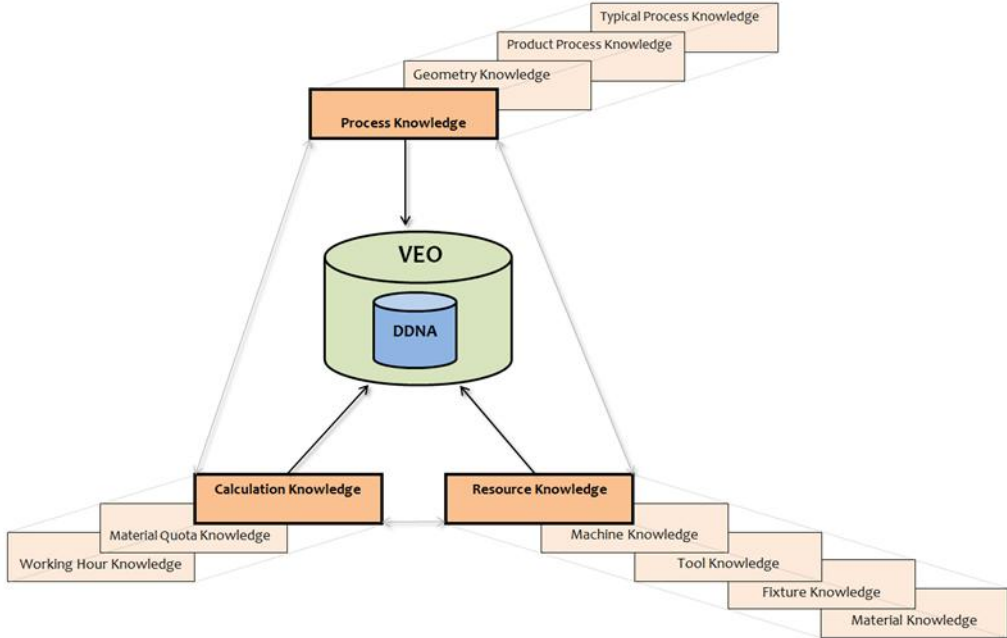 Typical Process Knowledge
Product Process Knowledge
Geometry Knowledge
Process Knowledge
VEO
DDNA
Calculation Knowledge
Resource Knowledge
Material Quota Knowledge
Machine Knowledge
Working Hour Knowledge
Tool Knowledge
Fixture Knowledge
Material Knowledge